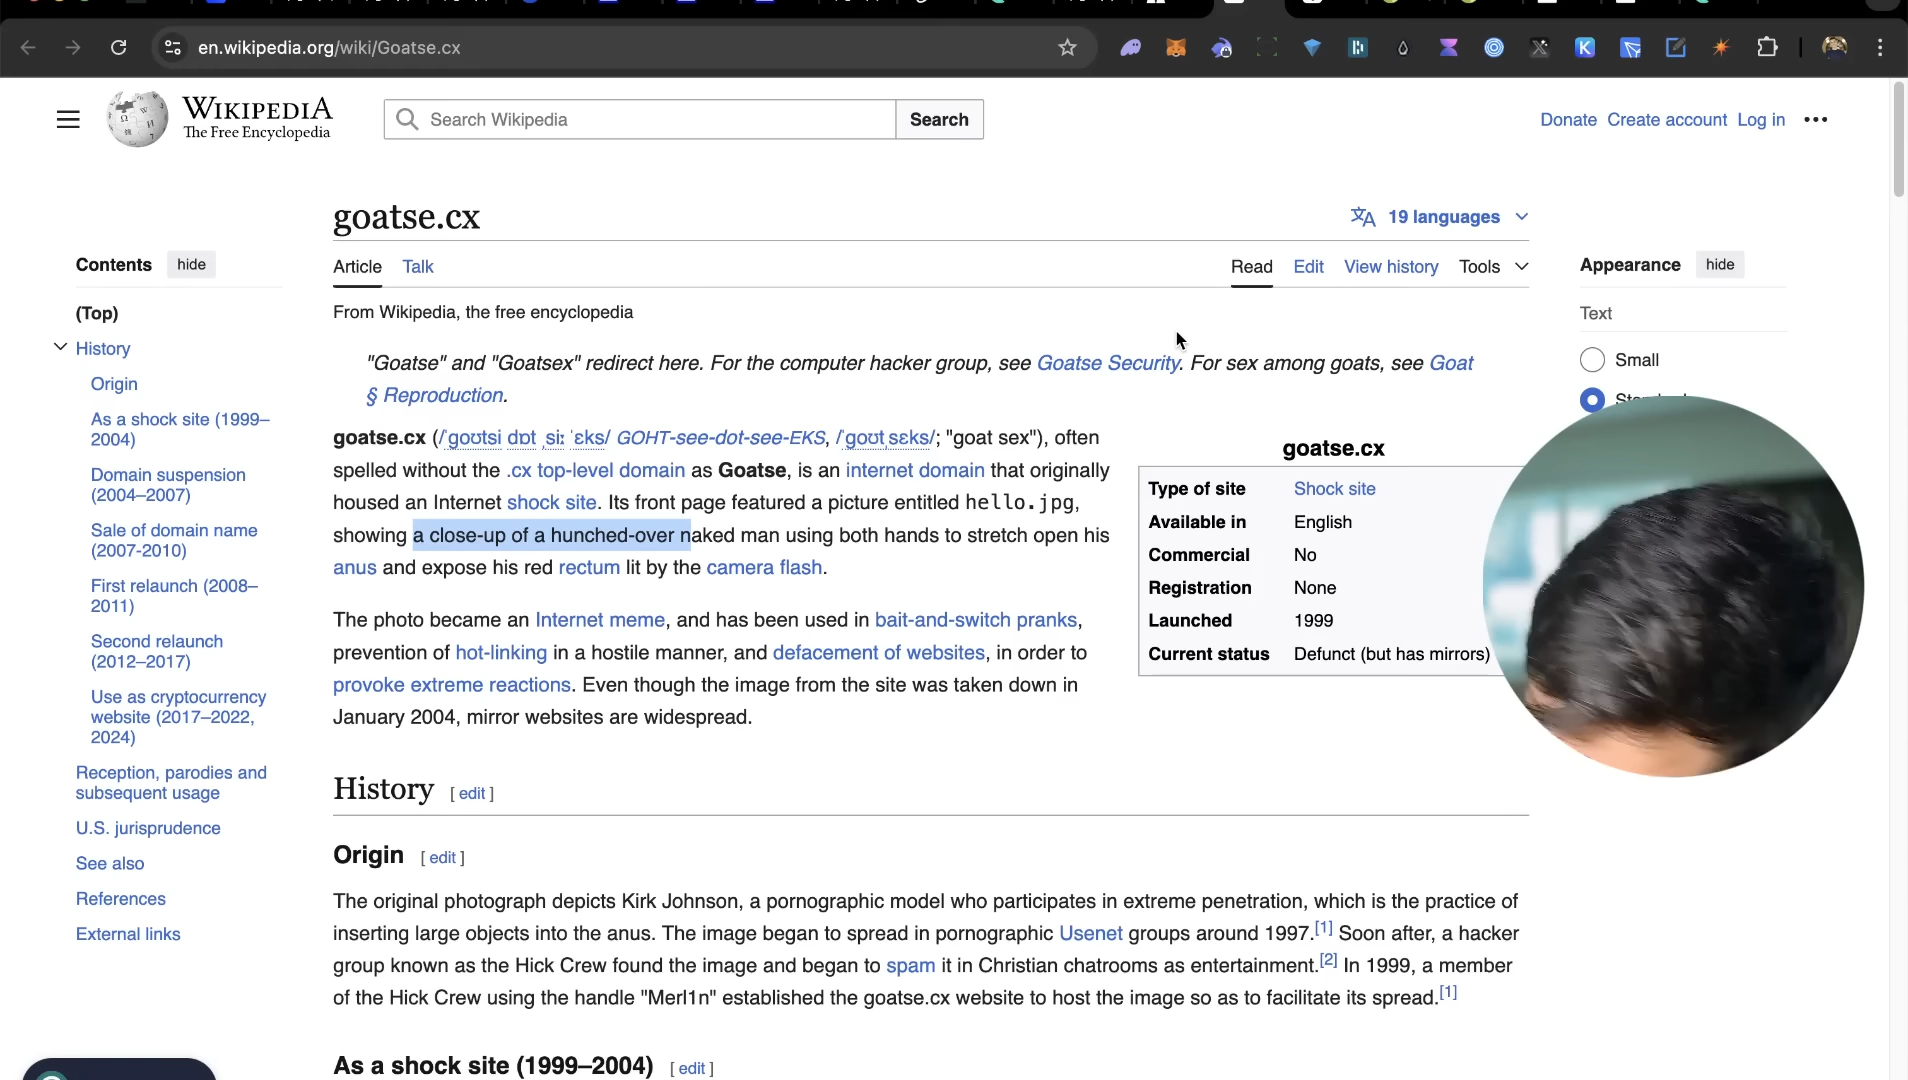 en.wikipedia.org/wiki/Goatse.cx
WIKIPEDIA
The Free Encyclopedia
Search Wikipedia
Search
Donate Create account Log in
goatse.cx
19 languages
Contents hide
Article Talk
Read Edit View history Tools
Appearance hide
(Top)
From Wikipedia, the free encyclopedia
Text
History
"Goatse" and "Goatsex" redirect here. For the computer hacker group, see Goatse Security. For sex among goats, see Goat
§ Reproduction.
Small
Origin
As a shock site (1999–
2004)
Domain suspension
(2004–2007)
Sale of domain name
(2007-2010)
First relaunch (2008–
2011)
Second relaunch
(2012–2017)
Use as cryptocurrency
website (2017–2022,
2024)
Reception, parodies and
subsequent usage
U.S. jurisprudence
See also
References
External links
goatse.cx (/ˈɡoʊtsi dɒt ˌsiː ˈɛks/ GOHT-see-dot-see-EKS, /ˈɡoʊtˌsɛks/; "goat sex"), often
spelled without the .cx top-level domain as Goatse, is an internet domain that originally
housed an Internet shock site. Its front page featured a picture entitled hello.jpg,
showing a close-up of a hunched-over naked man using both hands to stretch open his
anus and expose his red rectum lit by the camera flash.
The photo became an Internet meme, and has been used in bait-and-switch pranks,
prevention of hot-linking in a hostile manner, and defacement of websites, in order to
provoke extreme reactions. Even though the image from the site was taken down in
January 2004, mirror websites are widespread.
goatse.cx
Type of site Shock site
Available in English
Commercial No
Registration None
Launched 1999
Current status Defunct (but has mirrors)
History [ edit ]
Origin [ edit ]
The original photograph depicts Kirk Johnson, a pornographic model who participates in extreme penetration, which is the practice of
inserting large objects into the anus. The image began to spread in pornographic Usenet groups around 1997.[1] Soon after, a hacker
group known as the Hick Crew found the image and began to spam it in Christian chatrooms as entertainment.[2] In 1999, a member
of the Hick Crew using the handle "Merl1n" established the goatse.cx website to host the image so as to facilitate its spread.[1]
As a shock site (1999–2004) [ edit ]